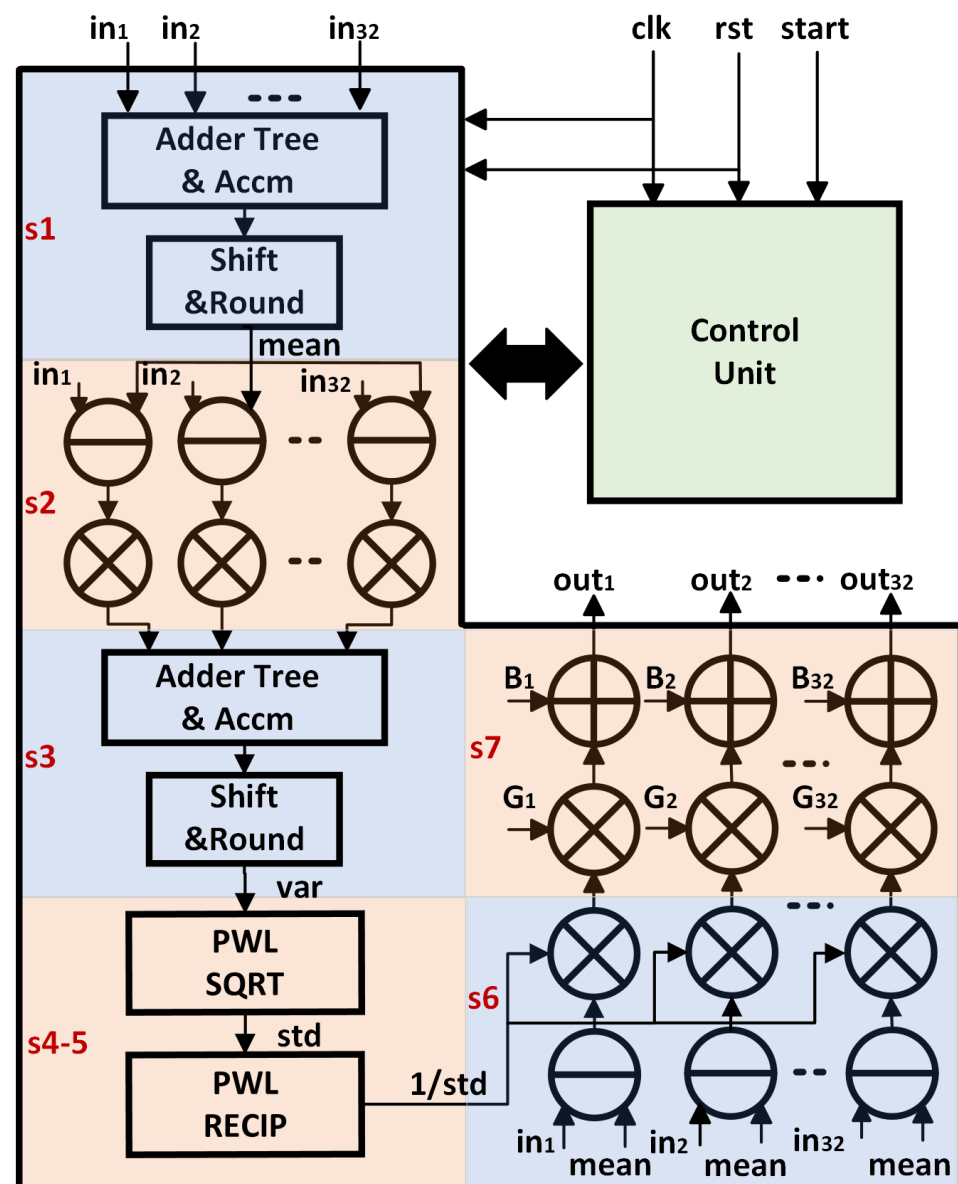 in1 in2 in32 clk rst start
Adder Tree
& Accm
s1
Shift
&Round
mean
Control
Unit
in1 in2 in32
s2
out1 out2 out32
Adder Tree
& Accm
s3
Shift
&Round
var
B1 B2 B32
s7
G1 G2 G32
PWL
SQRT
std
s4-5
PWL
RECIP
1/std
s6
in1 in2 in32
mean mean mean